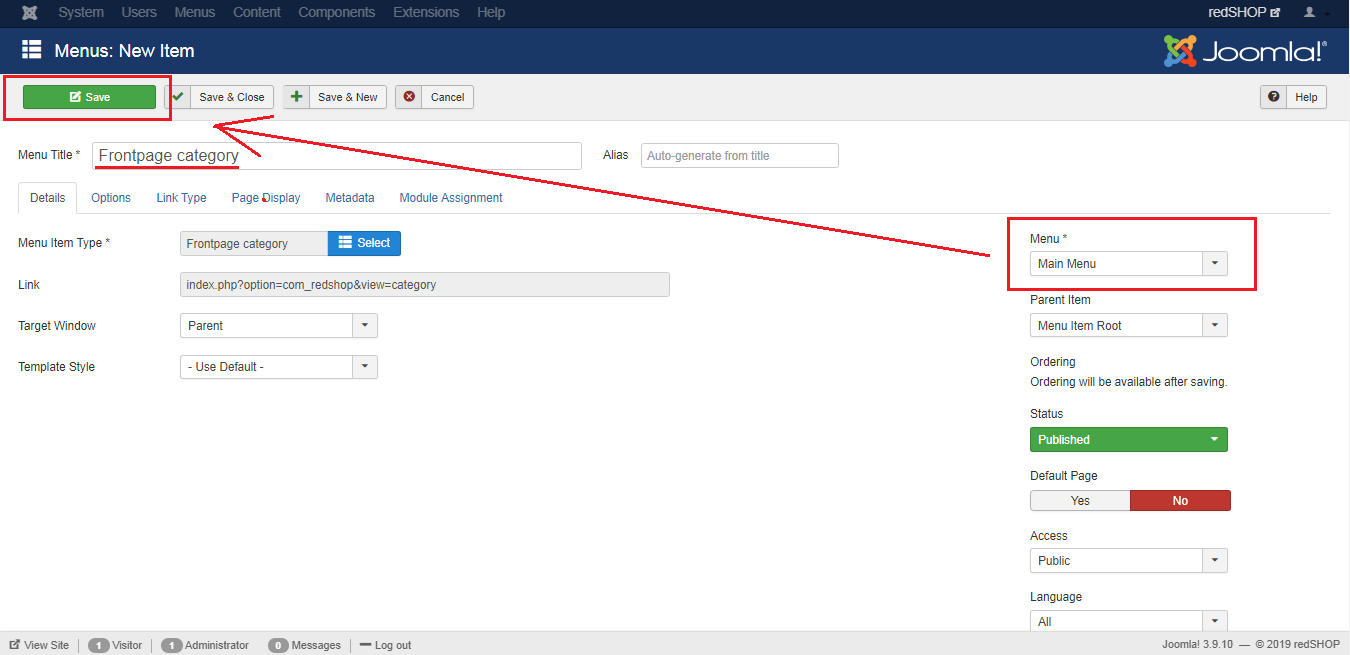 System Users Menus Content Components Extensions Help redSHOP
Menus: New Item Joomla!®
Save Save & Close Save & New Cancel Help
Menu Title * Frontpage category Alias Auto-generate from title
Details Options Link Type Page Display Metadata Module Assignment
Menu Item Type * Frontpage category Select
Link index.php?option=com_redshop&view=category
Target Window Parent
Template Style - Use Default -
Menu *
Main Menu
Parent Item
Menu Item Root
Ordering
Ordering will be available after saving.
Status
Published
Default Page
Yes No
Access
Public
Language
All
View Site 1 Visitor 1 Administrator 0 Messages Log out Joomla! 3.9.10 — © 2019 redSHOP